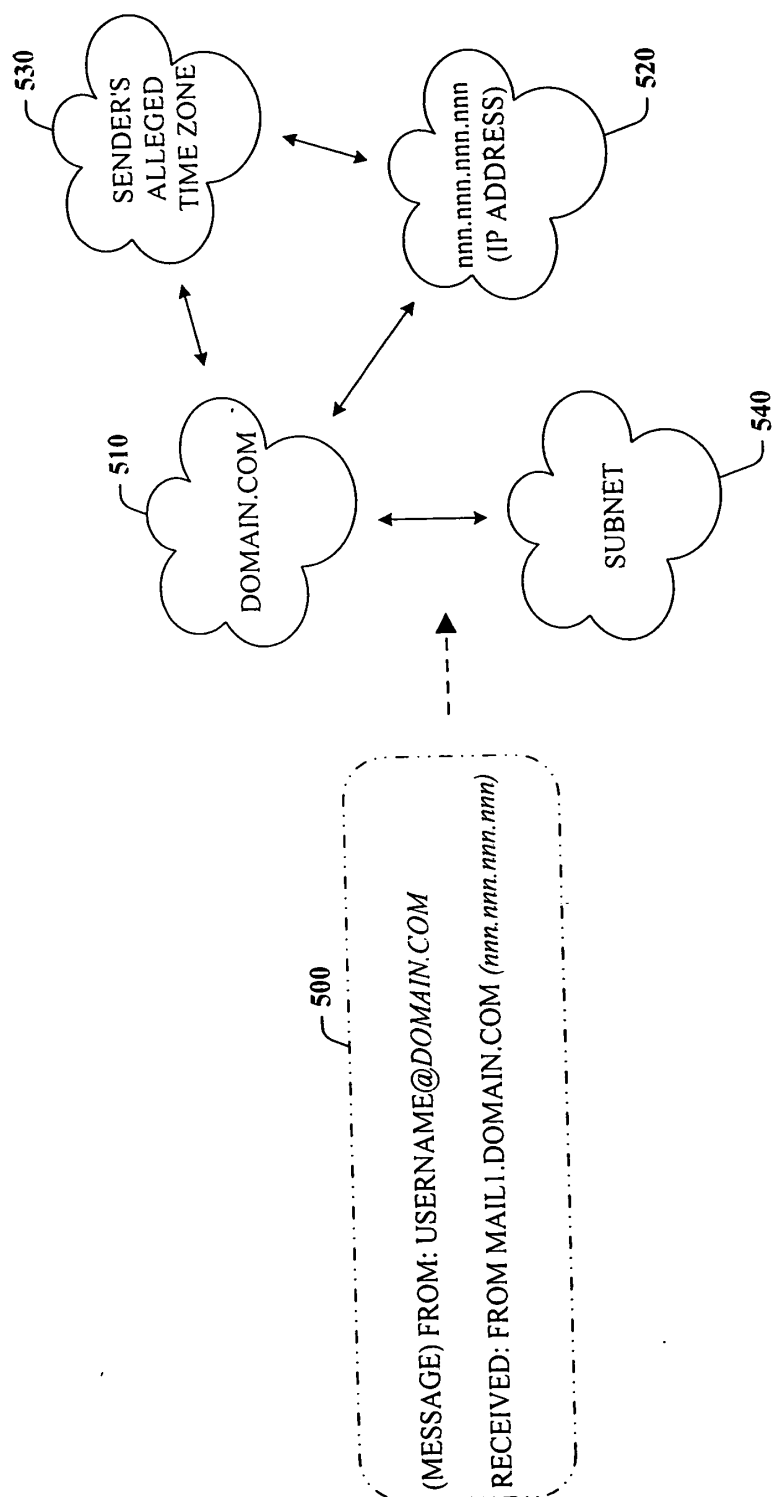 500
(MESSAGE) FROM: USERNAME@DOMAIN.COM
RECEIVED: FROM MAIL1.DOMAIN.COM (nnn.nnn.nnn.nnn)
510
DOMAIN.COM
530
SENDER'S
ALLEGED
TIME ZONE
SUBNET
540
nnn.nnn.nnn.nnn
(IP ADDRESS)
520